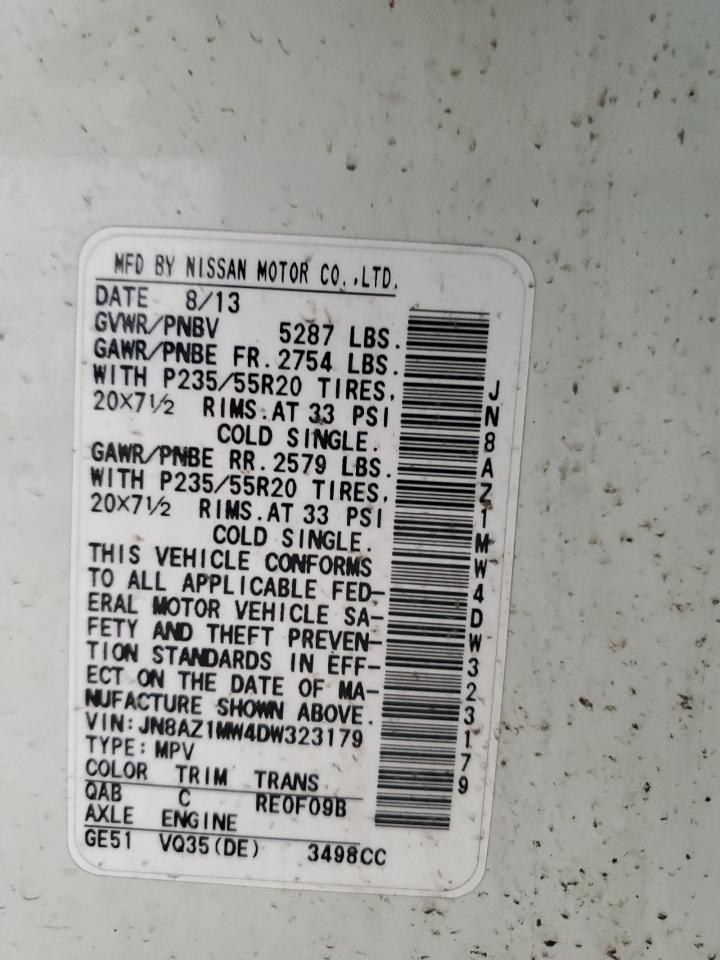 MFD BY NISSAN MOTOR CO.,LTD.
DATE 8/13
GVWR/PNBV 5287 LBS.
GAWR/PNBE FR.2754 LBS.
WITH P235/55R20 TIRES,
20X7½ RIMS.AT 33 PSI
COLD SINGLE.
GAWR/PNBE RR.2579 LBS.
WITH P235/55R20 TIRES,
20X7½ RIMS.AT 33 PSI
COLD SINGLE.
THIS VEHICLE CONFORMS
TO ALL APPLICABLE FED-
ERAL MOTOR VEHICLE SA-
FETY AND THEFT PREVEN-
TION STANDARDS IN EFF-
ECT ON THE DATE OF MA-
NUFACTURE SHOWN ABOVE.
VIN:JN8AZ1MW4DW323179
TYPE:MPV
COLOR TRIM TRANS
QAB C RE0F09B
AXLE ENGINE
GE51 VQ35(DE) 3498CC
JN8AZ1MW4DW323179